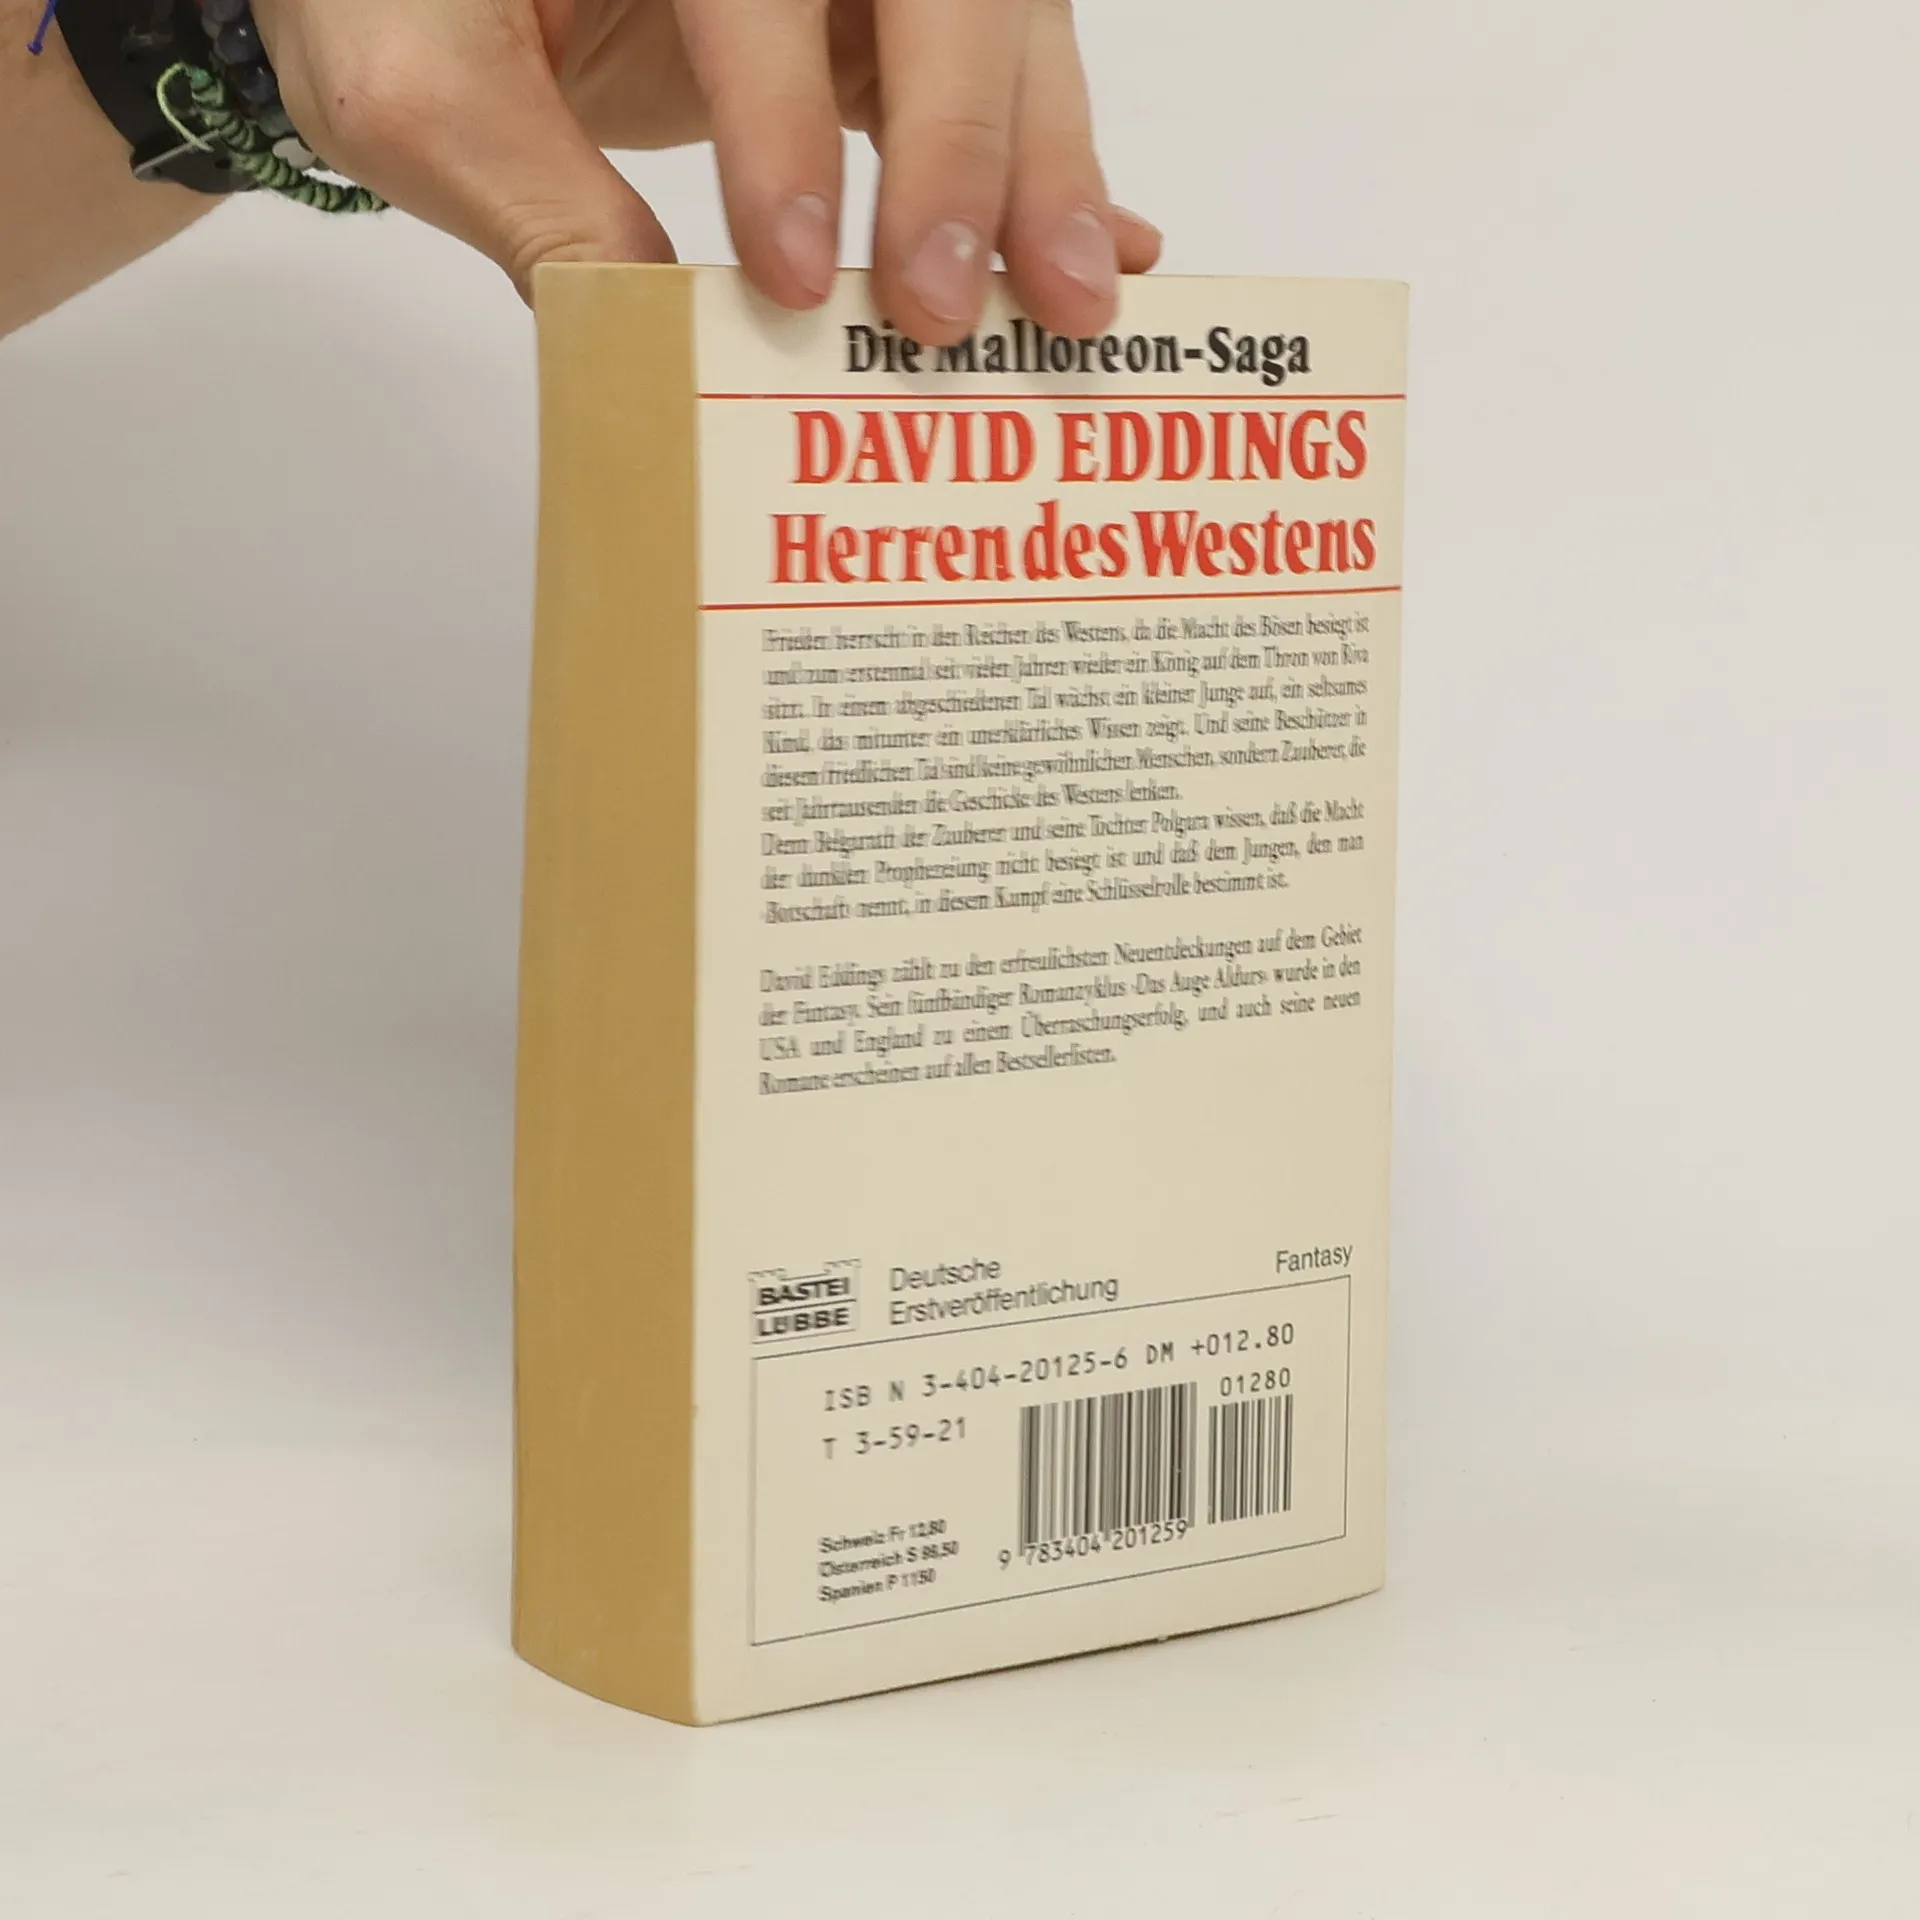 Die Malloreon-Saga
DAVID EDDINGS
Herren des Westens
Frieden herrscht in den Reichen des Westens, da die Macht des Bösen besiegt ist
und zum erstenmal seit vielen Jahren wieder ein König auf dem Thron von Riva
sitzt. In einem abgeschiedenen Tal wächst ein kleiner Junge auf, ein seltsames
Kind, das mitunter ein unerklärliches Wissen zeigt. Und seine Beschützer in
diesem friedlichen Tal sind keine gewöhnlichen Menschen, sondern Zauberer, die
seit Jahrtausenden die Geschicke des Westens lenken.
Denn Belgarath der Zauberer und seine Tochter Polgara wissen, daß die Macht
der dunklen Prophezeiung nicht besiegt ist und daß dem Jungen, den man
›Botschaft‹ nennt, in diesem Kampf eine Schlüsselrolle bestimmt ist.
David Eddings zählt zu den erfreulichsten Neuentdeckungen auf dem Gebiet
der Fantasy. Sein fünfbändiger Romanzyklus ›Das Auge Aldurs‹ wurde in den
USA und England zu einem Überraschungserfolg, und auch seine neuen
Romane erscheinen auf allen Bestsellerlisten.
BASTEI
LÜBBE
Deutsche
Erstveröffentlichung
Fantasy
ISBN 3-404-20125-6 DM +012.80
01280
T 3-59-21
Schweiz Fr 12,80
Österreich S 98,50
Spanien P 1150
9 783404 201259